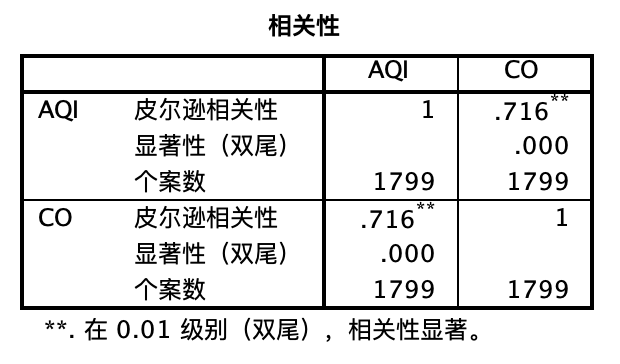 相关性
AQI CO
AQI 皮尔逊相关性 1 .716**
显著性（双尾） .000
个案数 1799 1799
CO 皮尔逊相关性 .716** 1
显著性（双尾） .000
个案数 1799 1799
**. 在 0.01 级别（双尾），相关性显著。